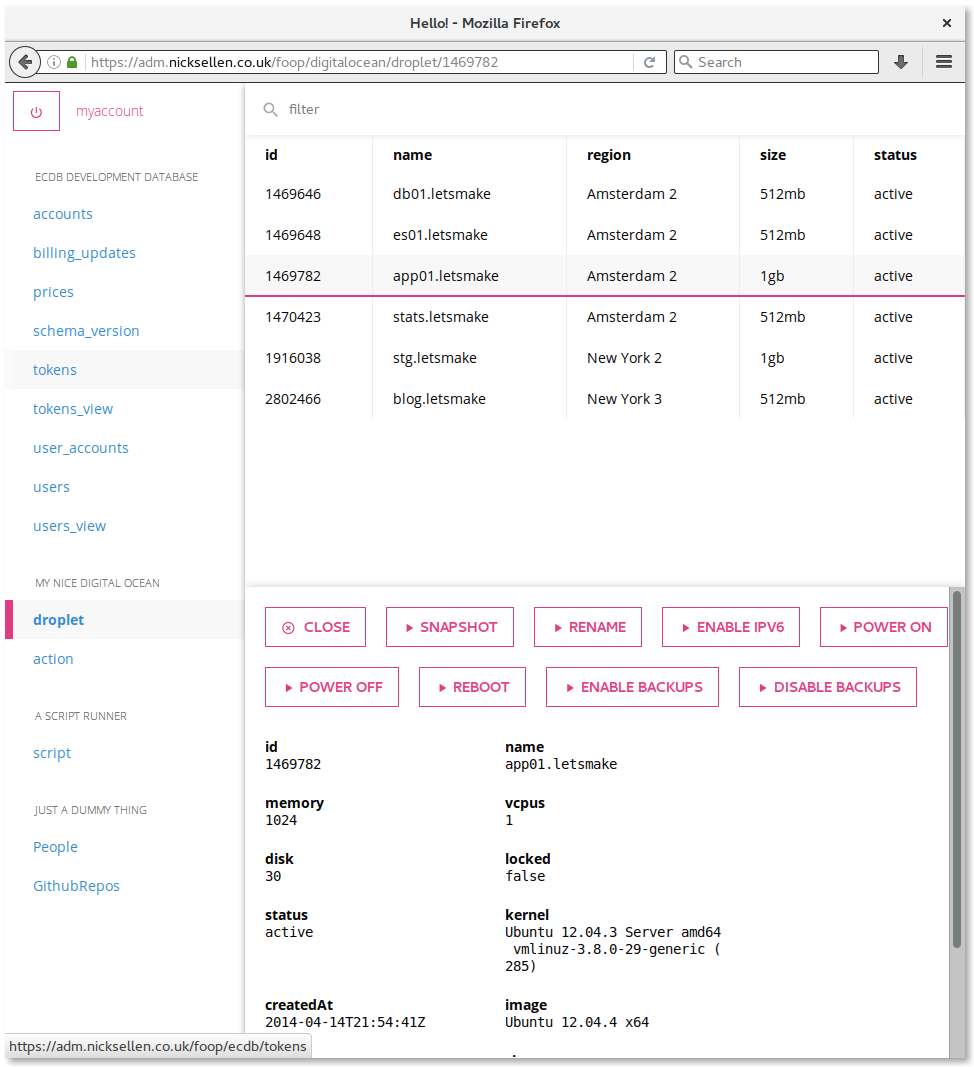 Hello! - Mozilla Firefox
https://adm.nicksellen.co.uk/foop/digitalocean/droplet/1469782
Search
myaccount
ECDB DEVELOPMENT DATABASE
accounts
billing_updates
prices
schema_version
tokens
tokens_view
user_accounts
users
users_view
MY NICE DIGITAL OCEAN
droplet
action
A SCRIPT RUNNER
script
JUST A DUMMY THING
People
GithubRepos
filter
id name region size status
1469646 db01.letsmake Amsterdam 2 512mb active
1469648 es01.letsmake Amsterdam 2 512mb active
1469782 app01.letsmake Amsterdam 2 1gb active
1470423 stats.letsmake Amsterdam 2 512mb active
1916038 stg.letsmake New York 2 1gb active
2802466 blog.letsmake New York 3 512mb active
CLOSE SNAPSHOT RENAME ENABLE IPV6 POWER ON
POWER OFF REBOOT ENABLE BACKUPS DISABLE BACKUPS
id name
1469782 app01.letsmake
memory vcpus
1024 1
disk locked
30 false
status kernel
active Ubuntu 12.04.3 Server amd64
vmlinuz-3.8.0-29-generic (
285)
createdAt image
2014-04-14T21:54:41Z Ubuntu 12.04.4 x64
https://adm.nicksellen.co.uk/foop/ecdb/tokens